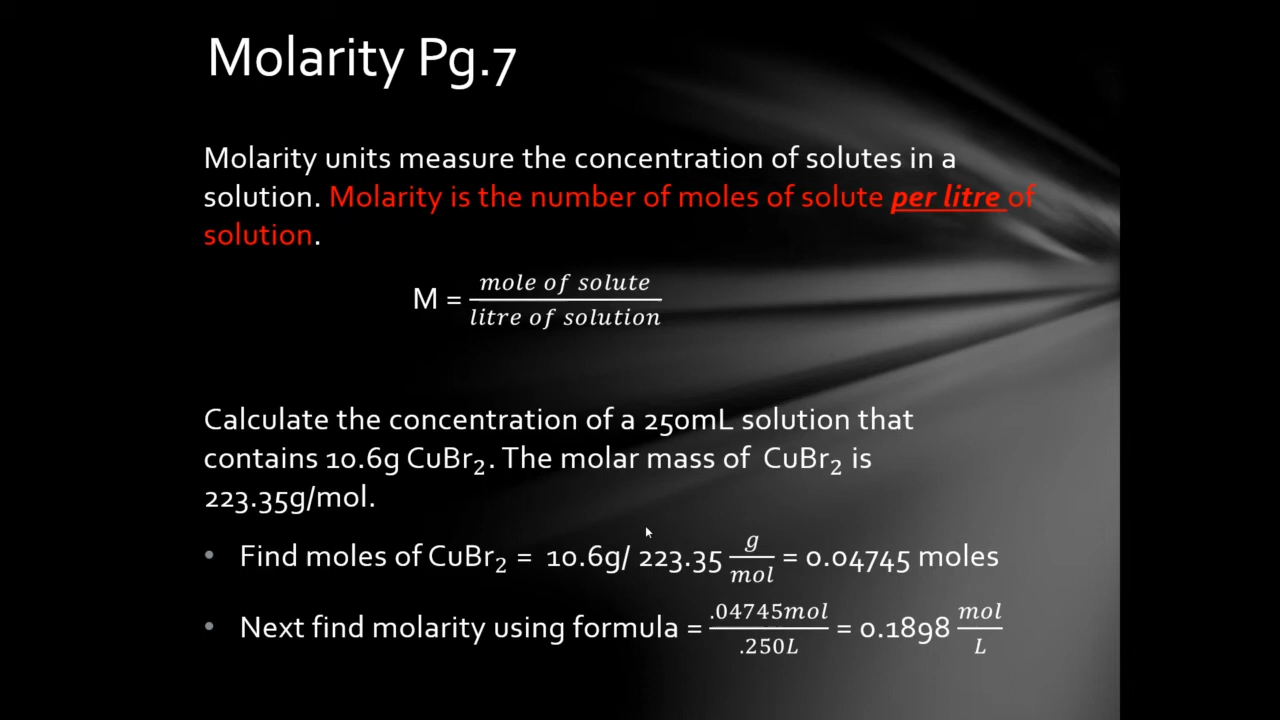 Molarity Pg.7
Molarity units measure the concentration of solutes in a
solution. Molarity is the number of moles of solute per litre of
solution.
M = mole of solute / litre of solution
Calculate the concentration of a 250mL solution that
contains 10.6g CuBr₂. The molar mass of CuBr₂ is
223.35g/mol.
• Find moles of CuBr₂ = 10.6g/ 223.35 g/mol = 0.04745 moles
• Next find molarity using formula = .04745mol/.250L = 0.1898 mol/L